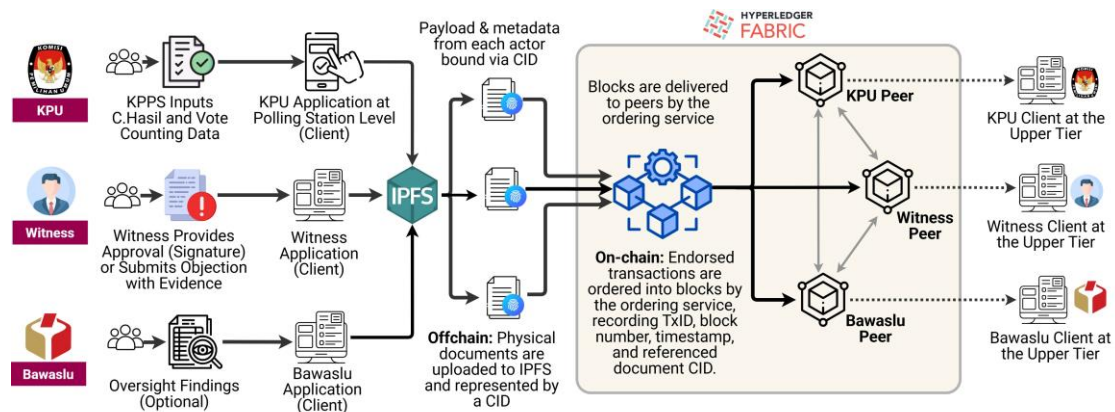 HYPERLEDGER
FABRIC
KOMISI
PEMILIHAN UMUM
KPU
KPPS Inputs
C.Hasil and Vote
Counting Data
KPU Application at
Polling Station Level
(Client)
Payload & metadata
from each actor
bound via CID
Blocks are delivered
to peers by the
ordering service
KPU Peer
KPU Client at the
Upper Tier
Witness
Witness Provides
Approval (Signature)
or Submits Objection
with Evidence
Witness
Application
(Client)
IPFS
Witness
Peer
Witness Client at
the Upper Tier
Bawaslu
Oversight Findings
(Optional)
Bawaslu
Application
(Client)
Offchain: Physical
documents are
uploaded to IPFS
and represented by
a CID
On-chain: Endorsed
transactions are
ordered into blocks by
the ordering service,
recording TxID, block
number, timestamp,
and referenced
document CID.
Bawaslu
Peer
Bawaslu Client at
the Upper Tier